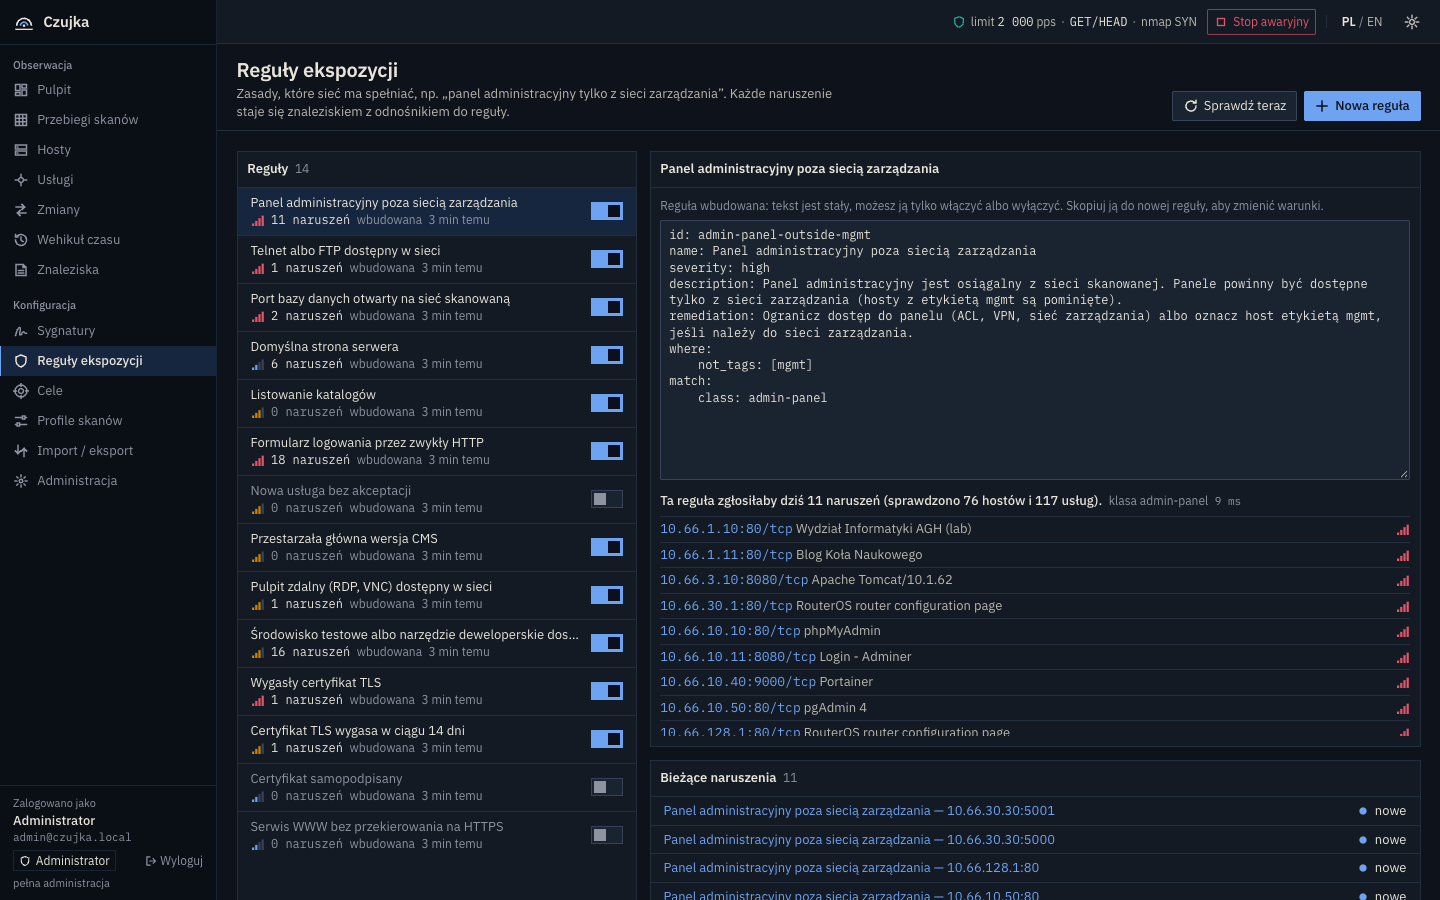 Czujka
limit 2 000 pps · GET/HEAD · nmap SYN
Stop awaryjny
PL / EN
Obserwacja
Pulpit
Przebiegi skanów
Hosty
Usługi
Zmiany
Wehikuł czasu
Znaleziska
Konfiguracja
Sygnatury
Reguły ekspozycji
Cele
Profile skanów
Import / eksport
Administracja
Zalogowano jako
Administrator
admin@czujka.local
Administrator
Wyloguj
pełna administracja
Reguły ekspozycji
Zasady, które sieć ma spełniać, np. „panel administracyjny tylko z sieci zarządzania”. Każde naruszenie
staje się znaleziskiem z odnośnikiem do reguły.
Sprawdź teraz
Nowa reguła
Reguły 14
Panel administracyjny poza siecią zarządzania
11 naruszeń wbudowana 3 min temu
Telnet albo FTP dostępny w sieci
1 naruszeń wbudowana 3 min temu
Port bazy danych otwarty na sieć skanowaną
2 naruszeń wbudowana 3 min temu
Domyślna strona serwera
6 naruszeń wbudowana 3 min temu
Listowanie katalogów
0 naruszeń wbudowana 3 min temu
Formularz logowania przez zwykły HTTP
18 naruszeń wbudowana 3 min temu
Nowa usługa bez akceptacji
0 naruszeń wbudowana 3 min temu
Przestarzała główna wersja CMS
0 naruszeń wbudowana 3 min temu
Pulpit zdalny (RDP, VNC) dostępny w sieci
1 naruszeń wbudowana 3 min temu
Środowisko testowe albo narzędzie deweloperskie dos...
16 naruszeń wbudowana 3 min temu
Wygasły certyfikat TLS
1 naruszeń wbudowana 3 min temu
Certyfikat TLS wygasa w ciągu 14 dni
1 naruszeń wbudowana 3 min temu
Certyfikat samopodpisany
0 naruszeń wbudowana 3 min temu
Serwis WWW bez przekierowania na HTTPS
0 naruszeń wbudowana 3 min temu
Panel administracyjny poza siecią zarządzania
Reguła wbudowana: tekst jest stały, możesz ją tylko włączyć albo wyłączyć. Skopiuj ją do nowej reguły, aby zmienić warunki.
id: admin-panel-outside-mgmt
name: Panel administracyjny poza siecią zarządzania
severity: high
description: Panel administracyjny jest osiągalny z sieci skanowanej. Panele powinny być dostępne
tylko z sieci zarządzania (hosty z etykietą mgmt są pominięte).
remediation: Ogranicz dostęp do panelu (ACL, VPN, sieć zarządzania) albo oznacz host etykietą mgmt,
jeśli należy do sieci zarządzania.
where:
not_tags: [mgmt]
match:
class: admin-panel
Ta reguła zgłosiłaby dziś 11 naruszeń (sprawdzono 76 hostów i 117 usług). klasa admin-panel 9 ms
10.66.1.10:80/tcp Wydział Informatyki AGH (lab)
10.66.1.11:80/tcp Blog Koła Naukowego
10.66.3.10:8080/tcp Apache Tomcat/10.1.62
10.66.30.1:80/tcp RouterOS router configuration page
10.66.10.10:80/tcp phpMyAdmin
10.66.10.11:8080/tcp Login - Adminer
10.66.10.40:9000/tcp Portainer
10.66.10.50:80/tcp pgAdmin 4
10.66.128.1:80/tcp RouterOS router configuration page
Bieżące naruszenia 11
Panel administracyjny poza siecią zarządzania — 10.66.30.30:5001 nowe
Panel administracyjny poza siecią zarządzania — 10.66.30.30:5000 nowe
Panel administracyjny poza siecią zarządzania — 10.66.128.1:80 nowe
Panel administracyjny poza siecią zarządzania — 10.66.10.50:80 nowe